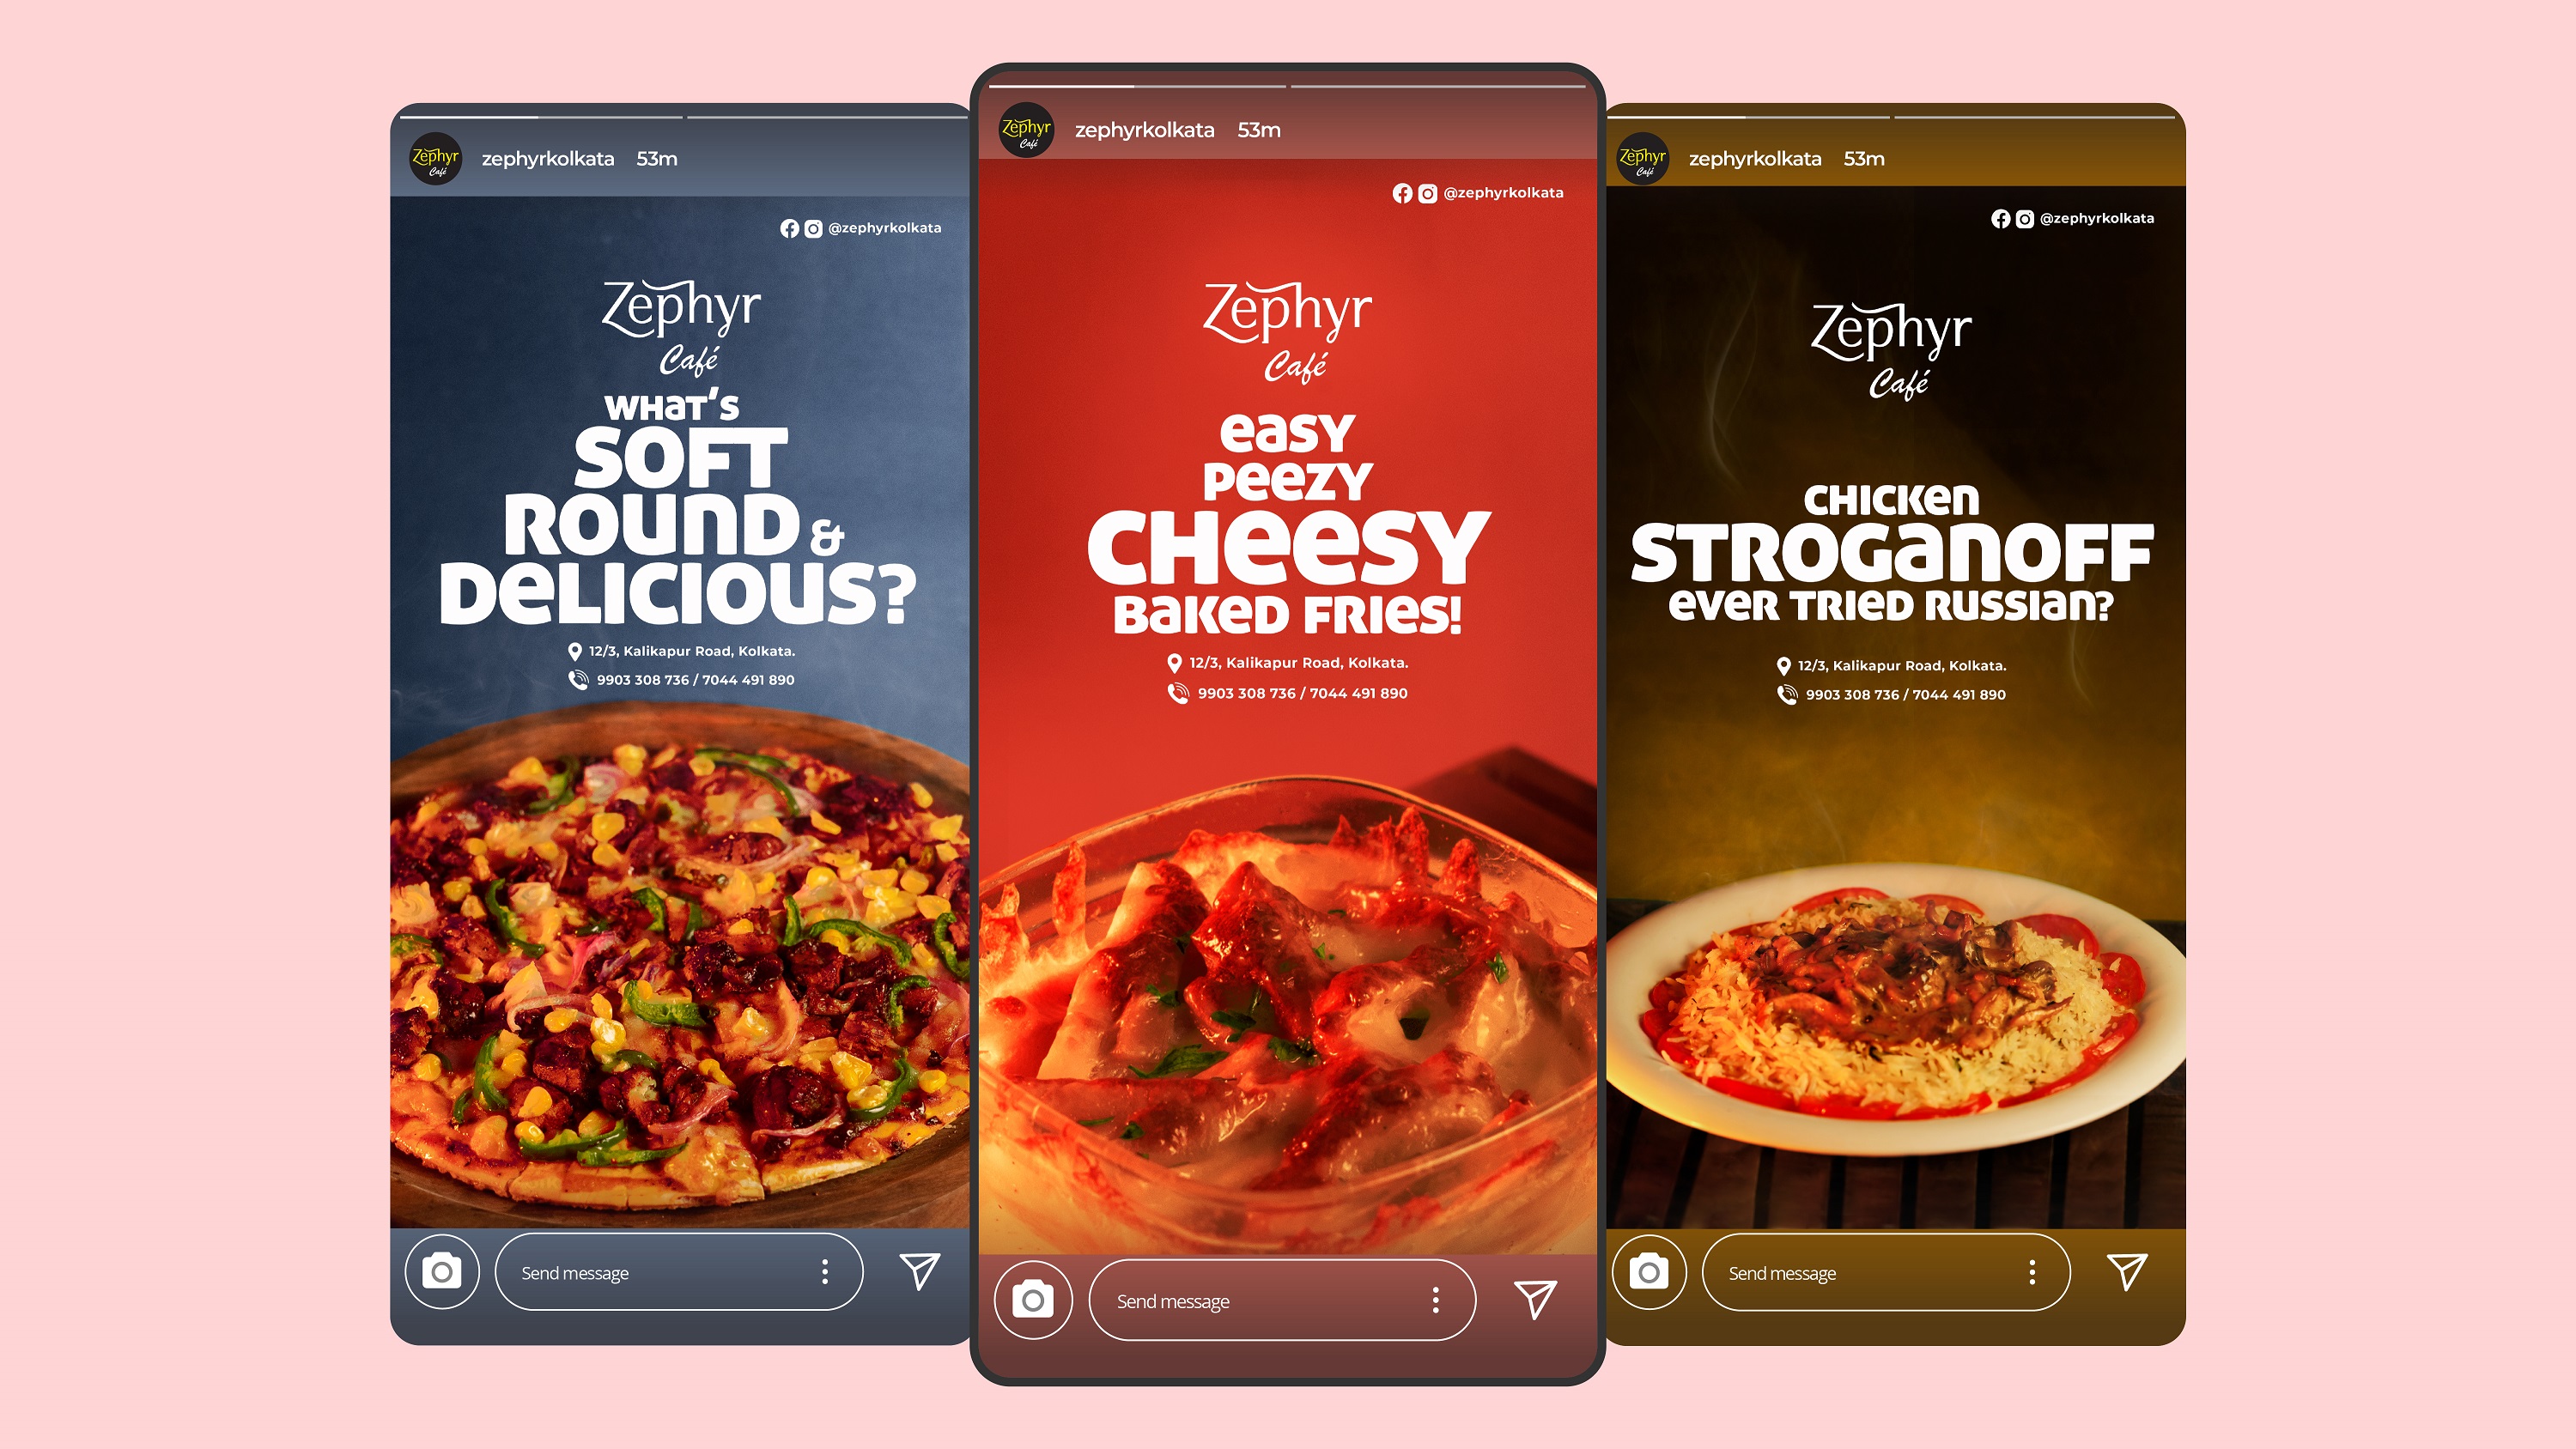 Zephyr
Café
zephyrkolkata 53m
@zephyrkolkata
Zephyr
Café
WHaT'S
SOFT
ROUnD &
DeLICIOUS?
12/3, Kalikapur Road, Kolkata.
9903 308 736 / 7044 491 890
Send message
Zephyr
Café
zephyrkolkata 53m
@zephyrkolkata
Zephyr
Café
easy
peezy
CHeesy
BaKeD FRIes!
12/3, Kalikapur Road, Kolkata.
9903 308 736 / 7044 491 890
Send message
Zephyr
Café
zephyrkolkata 53m
@zephyrkolkata
Zephyr
Café
CHICKen
STROGanOFF
eveR TRIeD RUSSIan?
12/3, Kalikapur Road, Kolkata.
9903 308 736 / 7044 491 890
Send message